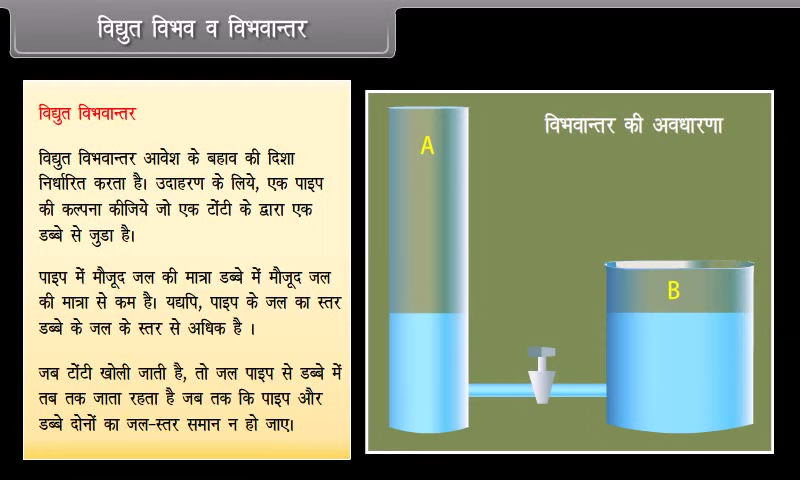 विद्युत विभव व विभवान्तर
विद्युत विभवान्तर
विद्युत विभवान्तर आवेश के बहाव की दिशा
निर्धारित करता है। उदाहरण के लिये, एक पाइप
की कल्पना कीजिये जो एक टोंटी के द्वारा एक
डब्बे से जुडा है।
पाइप में मौजूद जल की मात्रा डब्बे में मौजूद जल
की मात्रा से कम है। यद्यपि, पाइप के जल का स्तर
डब्बे के जल के स्तर से अधिक है ।
जब टोंटी खोली जाती है, तो जल पाइप से डब्बे में
तब तक जाता रहता है जब तक कि पाइप और
डब्बे दोनों का जल-स्तर समान न हो जाए।
विभवान्तर की अवधारणा
A
B